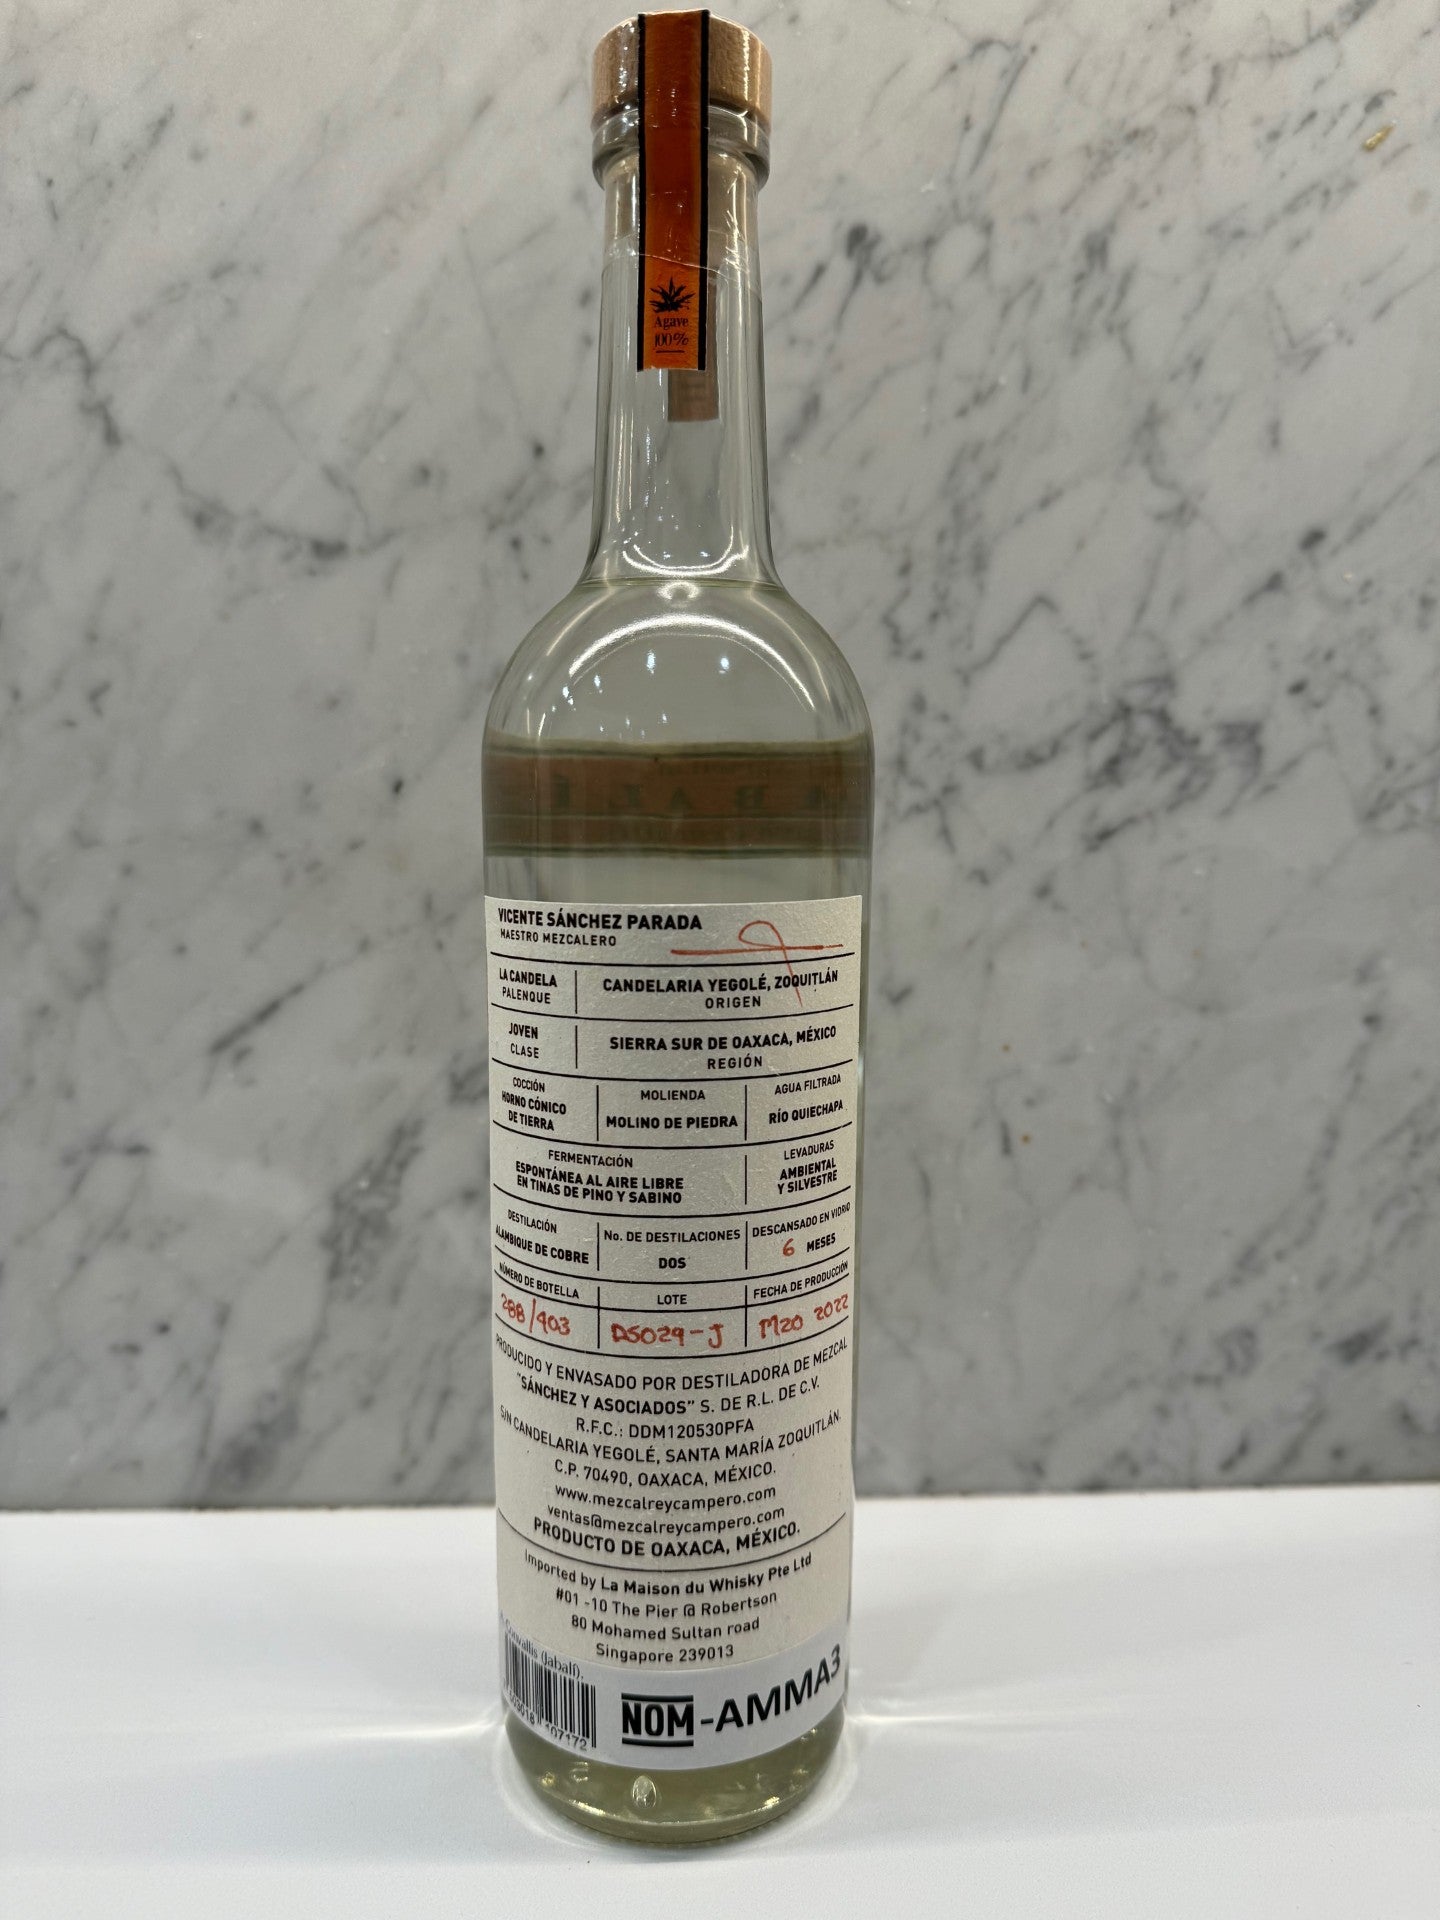 Agave
100%
VICENTE SÁNCHEZ PARADA
MAESTRO MEZCALERO
LA CANDELA
PALENQUE
CANDELARIA YEGOLÉ, ZOQUITLÁN
ORIGEN
JOVEN
CLASE
SIERRA SUR DE OAXACA, MÉXICO
REGIÓN
COCCIÓN
HORNO CÓNICO
DE TIERRA
MOLIENDA
MOLINO DE PIEDRA
AGUA FILTRADA
RÍO QUIECHAPA
FERMENTACIÓN
ESPONTÁNEA AL AIRE LIBRE
EN TINAS DE PINO Y SABINO
LEVADURAS
AMBIENTAL
Y SILVESTRE
DESTILACIÓN
ALAMBIQUE DE COBRE
No. DE DESTILACIONES
DOS
DESCANSADO EN VIDRIO
6 MESES
NÚMERO DE BOTELLA
288/403
LOTE
DS029-J
FECHA DE PRODUCCIÓN
M20 2022
PRODUCIDO Y ENVASADO POR DESTILADORA DE MEZCAL
"SÁNCHEZ Y ASOCIADOS" S. DE R.L. DE C.V.
R.F.C.: DDM120530PFA
S/N CANDELARIA YEGOLÉ, SANTA MARÍA ZOQUITLÁN.
C.P. 70490, OAXACA, MÉXICO.
www.mezcalreycampero.com
ventas@mezcalreycampero.com
PRODUCTO DE OAXACA, MÉXICO.
Imported by La Maison du Whisky Pte Ltd
#01 -10 The Pier @ Robertson
80 Mohamed Sultan road
Singapore 239013
Convallis (Jabalí).
107172
NOM-AMMA3